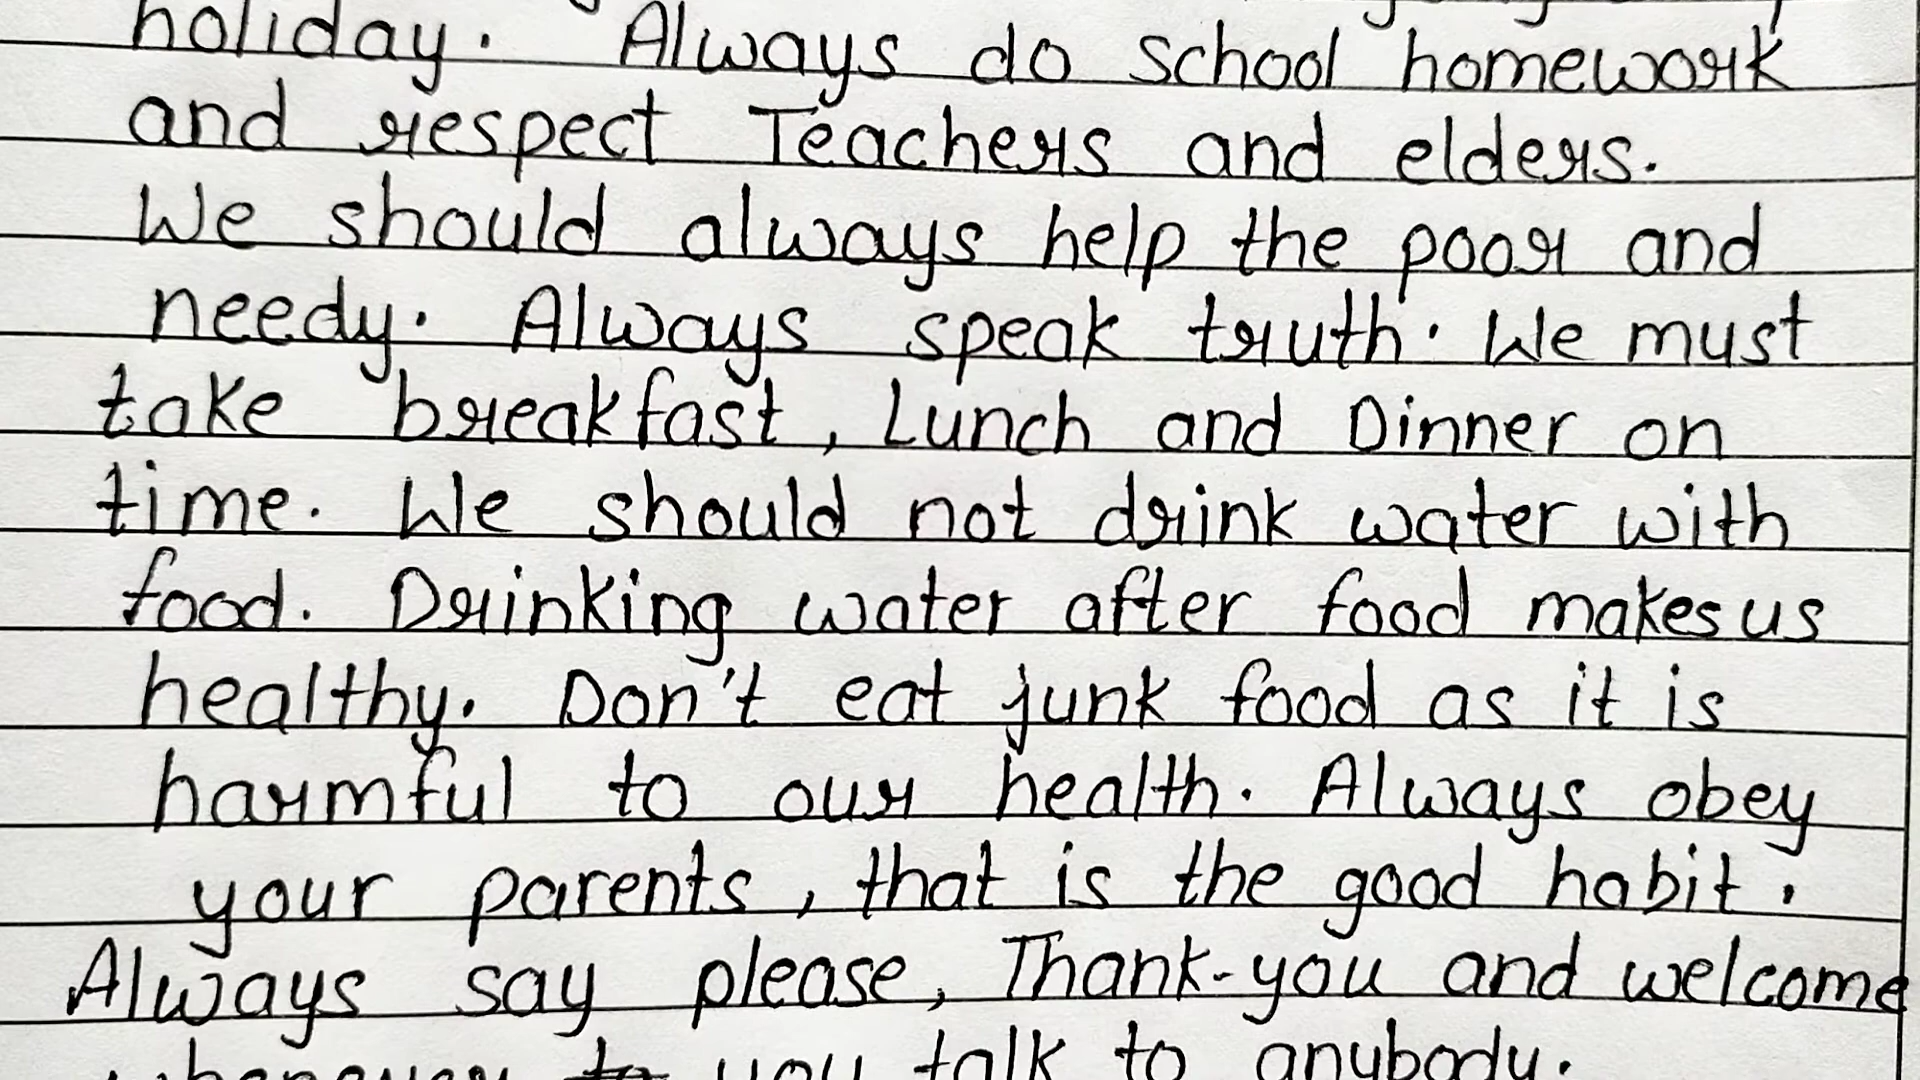 holiday. Always do school homework
and respect Teachers and elders.
We should always help the poor and
needy. Always speak truth. We must
take breakfast, Lunch and Dinner on
time. We should not drink water with
food. Drinking water after food makes us
healthy. Don't eat junk food as it is
harmful to our health. Always obey
your parents, that is the good habit.
Always say please, Thank-you and welcome
whenever to you talk to anybody.